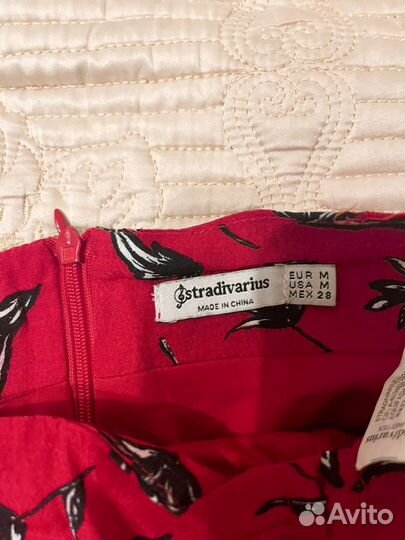 stradivarius
MADE IN CHINA
EUR M
USA M
MEX 28
Avito